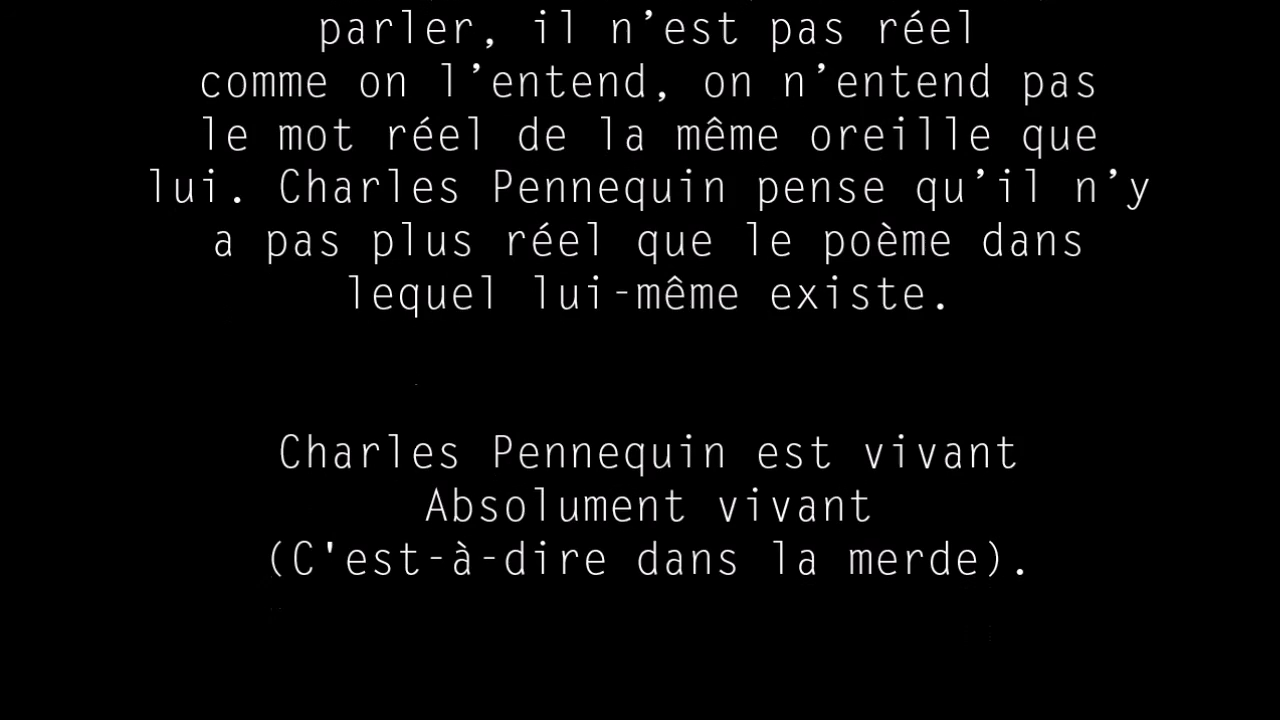 parler, il n’est pas réel
comme on l’entend, on n’entend pas
le mot réel de la même oreille que
lui. Charles Pennequin pense qu’il n’y
a pas plus réel que le poème dans
lequel lui-même existe.
Charles Pennequin est vivant
Absolument vivant
(C'est-à-dire dans la merde).